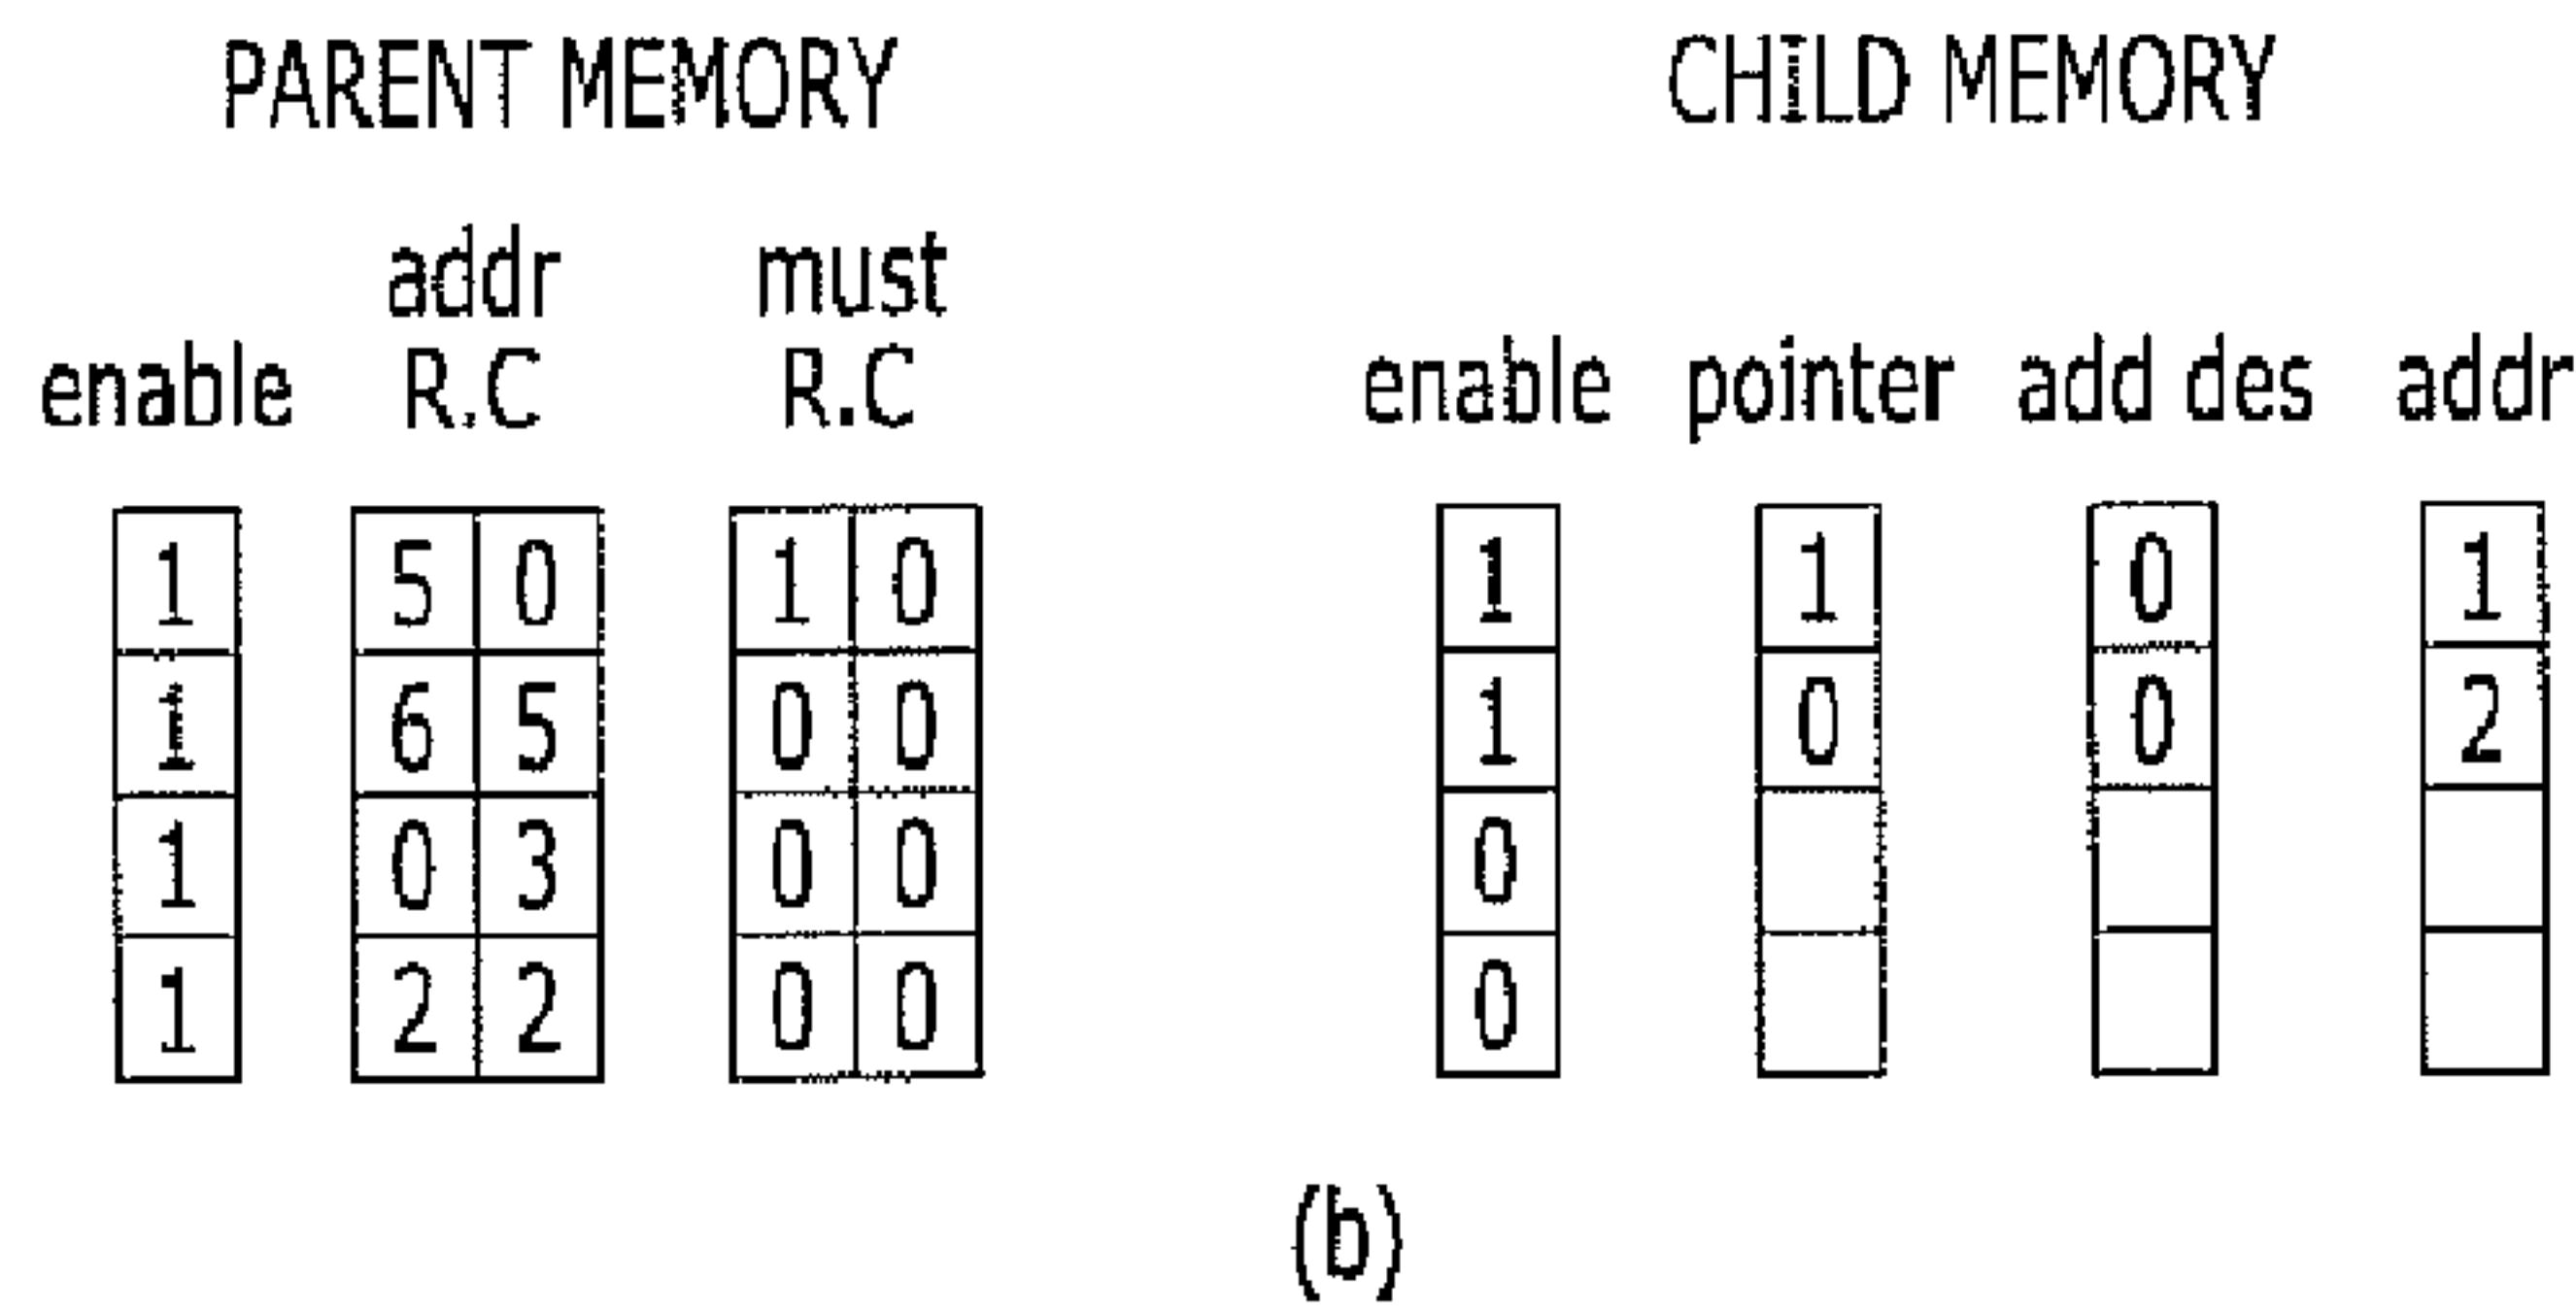 PARENT MEMORY CHILD MEMORY
addr must
enable R.C R.C enable pointer add des addr
1 5 0 1 0 1 1 0 1
1 6 5 0 0 1 0 0 2
1 0 3 0 0 0
1 2 2 0 0 0
(b)